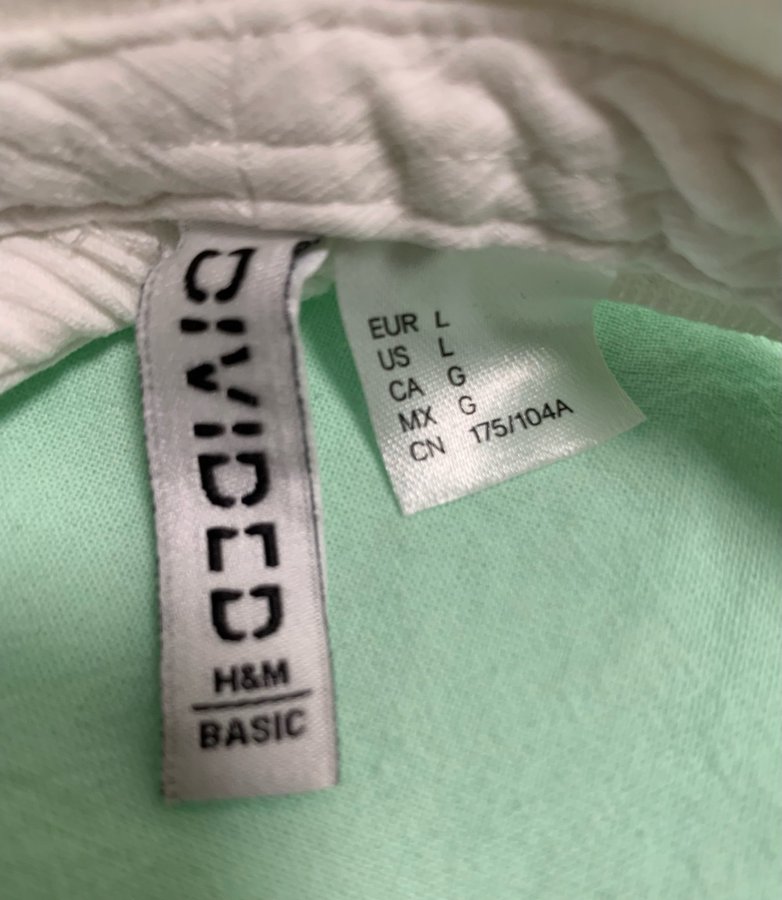 DIVIDED
H&M
BASIC
EUR L
US L
CA G
MX G
CN 175/104A